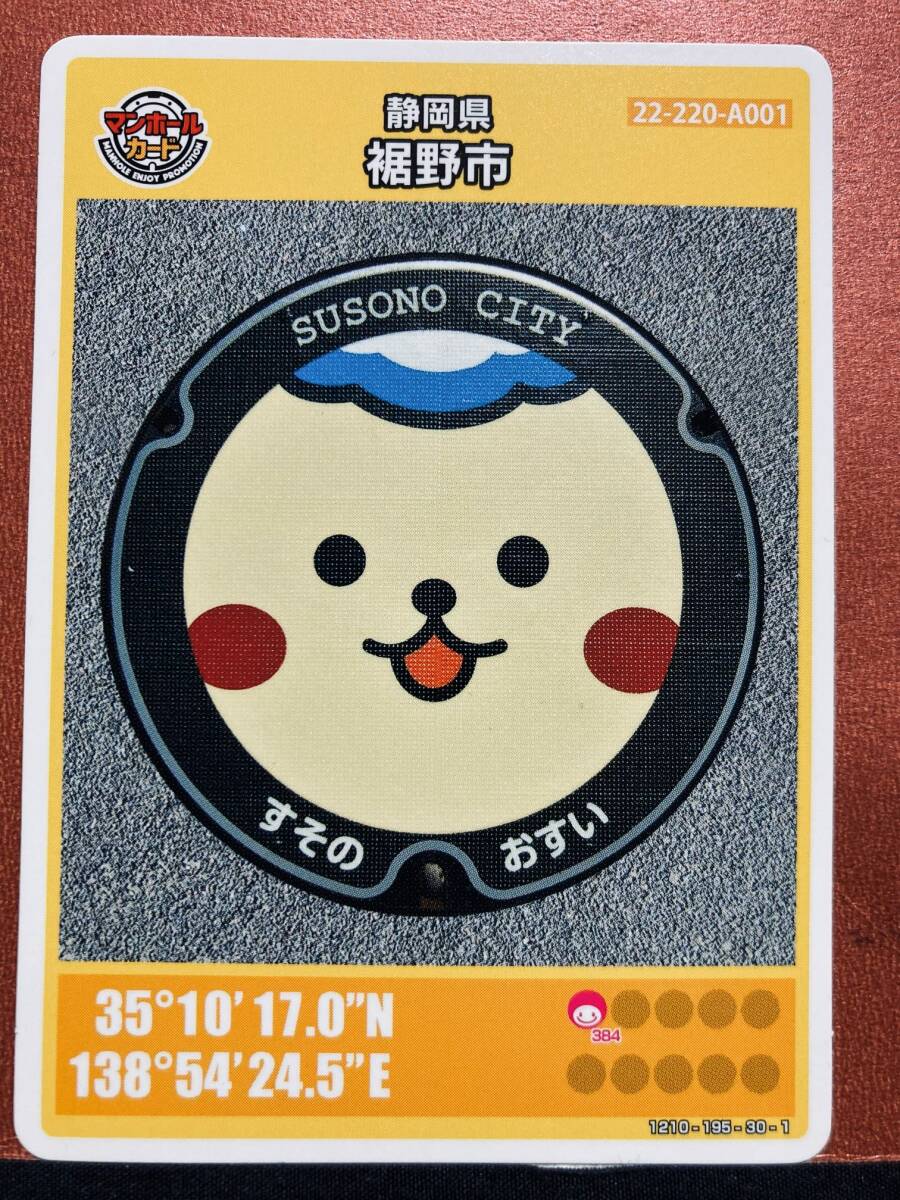 マンホール
カード
MANHOLE ENJOY PROMOTION
静岡県
裾野市
22-220-A001
SUSONO CITY
すその
おすい
35°10'17.0"N
138°54'24.5"E
384
1210-195-30-1